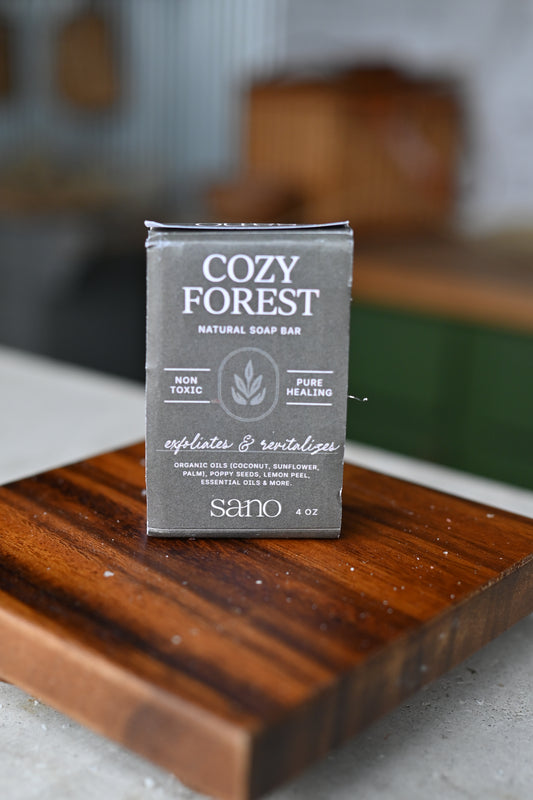 COZY
FOREST
NATURAL SOAP BAR
NON
TOXIC
PURE
HEALING
exfoliates & revitalizes
ORGANIC OILS (COCONUT, SUNFLOWER,
PALM), POPPY SEEDS, LEMON PEEL,
ESSENTIAL OILS & MORE.
sano 4 OZ